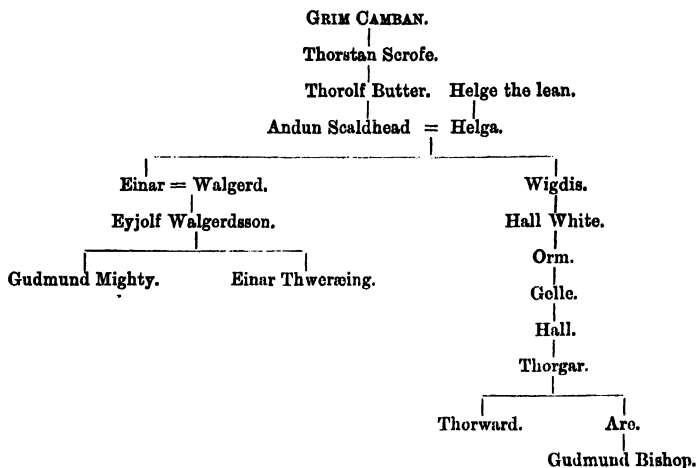 GRIM CAMBAN.
Thorstan Scrofe.
Thorolf Butter. Helge the lean.
Andun Scaldhead = Helga.
Einar = Walgerd. Wigdis.
Eyjolf Walgerdsson. Hall White.
Orm.
Gudmund Mighty. Einar Thweræing.
Gelle.
Hall.
Thorgar.
Thorward. Are.
Gudmund Bishop.